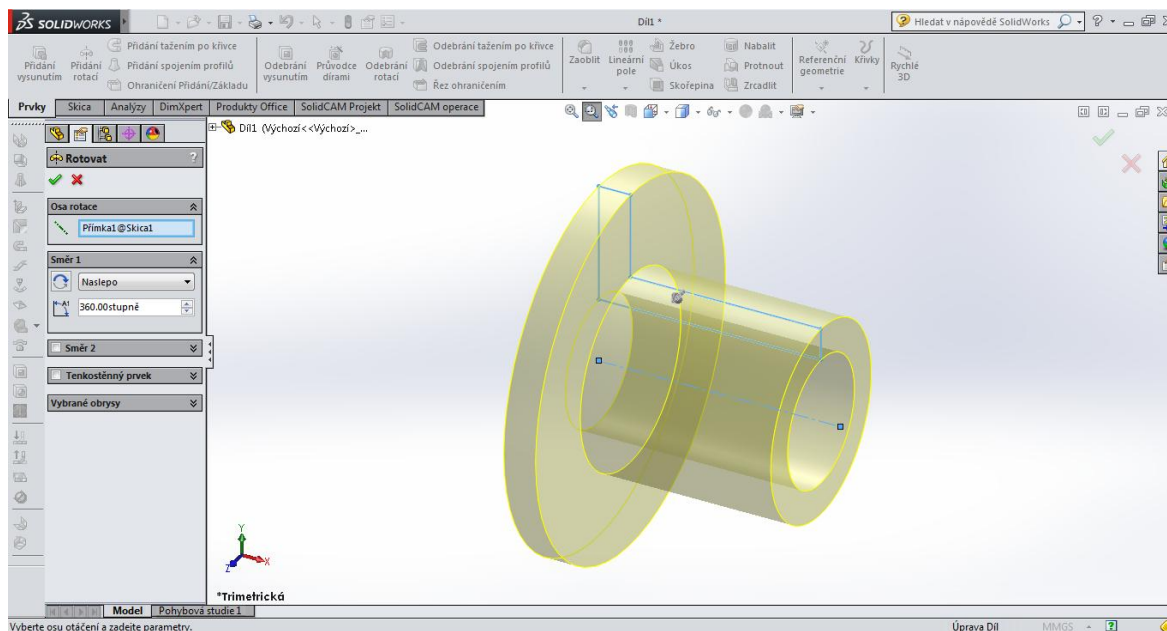 SOLIDWORKS
Díl1 *
Hledat v nápovědě SolidWorks
Přidání vysunutím
Přidání rotací
Přidání tažením po křivce
Přidání spojením profilů
Ohraničení Přidání/Základu
Odebrání vysunutím
Průvodce dírami
Odebrání rotací
Odebrání tažením po křivce
Odebrání spojením profilů
Řez ohraničením
Zaoblit
Lineární pole
Žebro
Úkos
Skořepina
Nabalit
Protnout
Zrcadlit
Referenční geometrie
Křivky
Rychlé 3D
Prvky
Skica
Analýzy
DimXpert
Produkty Office
SolidCAM Projekt
SolidCAM operace
Díl1 (Výchozí<<Výchozí>_...
Rotovat
?
Osa rotace
Přímka1@Skica1
Směr 1
Naslepo
A1
360.00stupně
Směr 2
Tenkostěnný prvek
Vybrané obrysy
Y
X
Z
*Trimetrická
Model
Pohybová studie 1
Vyberte osu otáčení a zadejte parametry.
Úprava Díl
MMGS
?